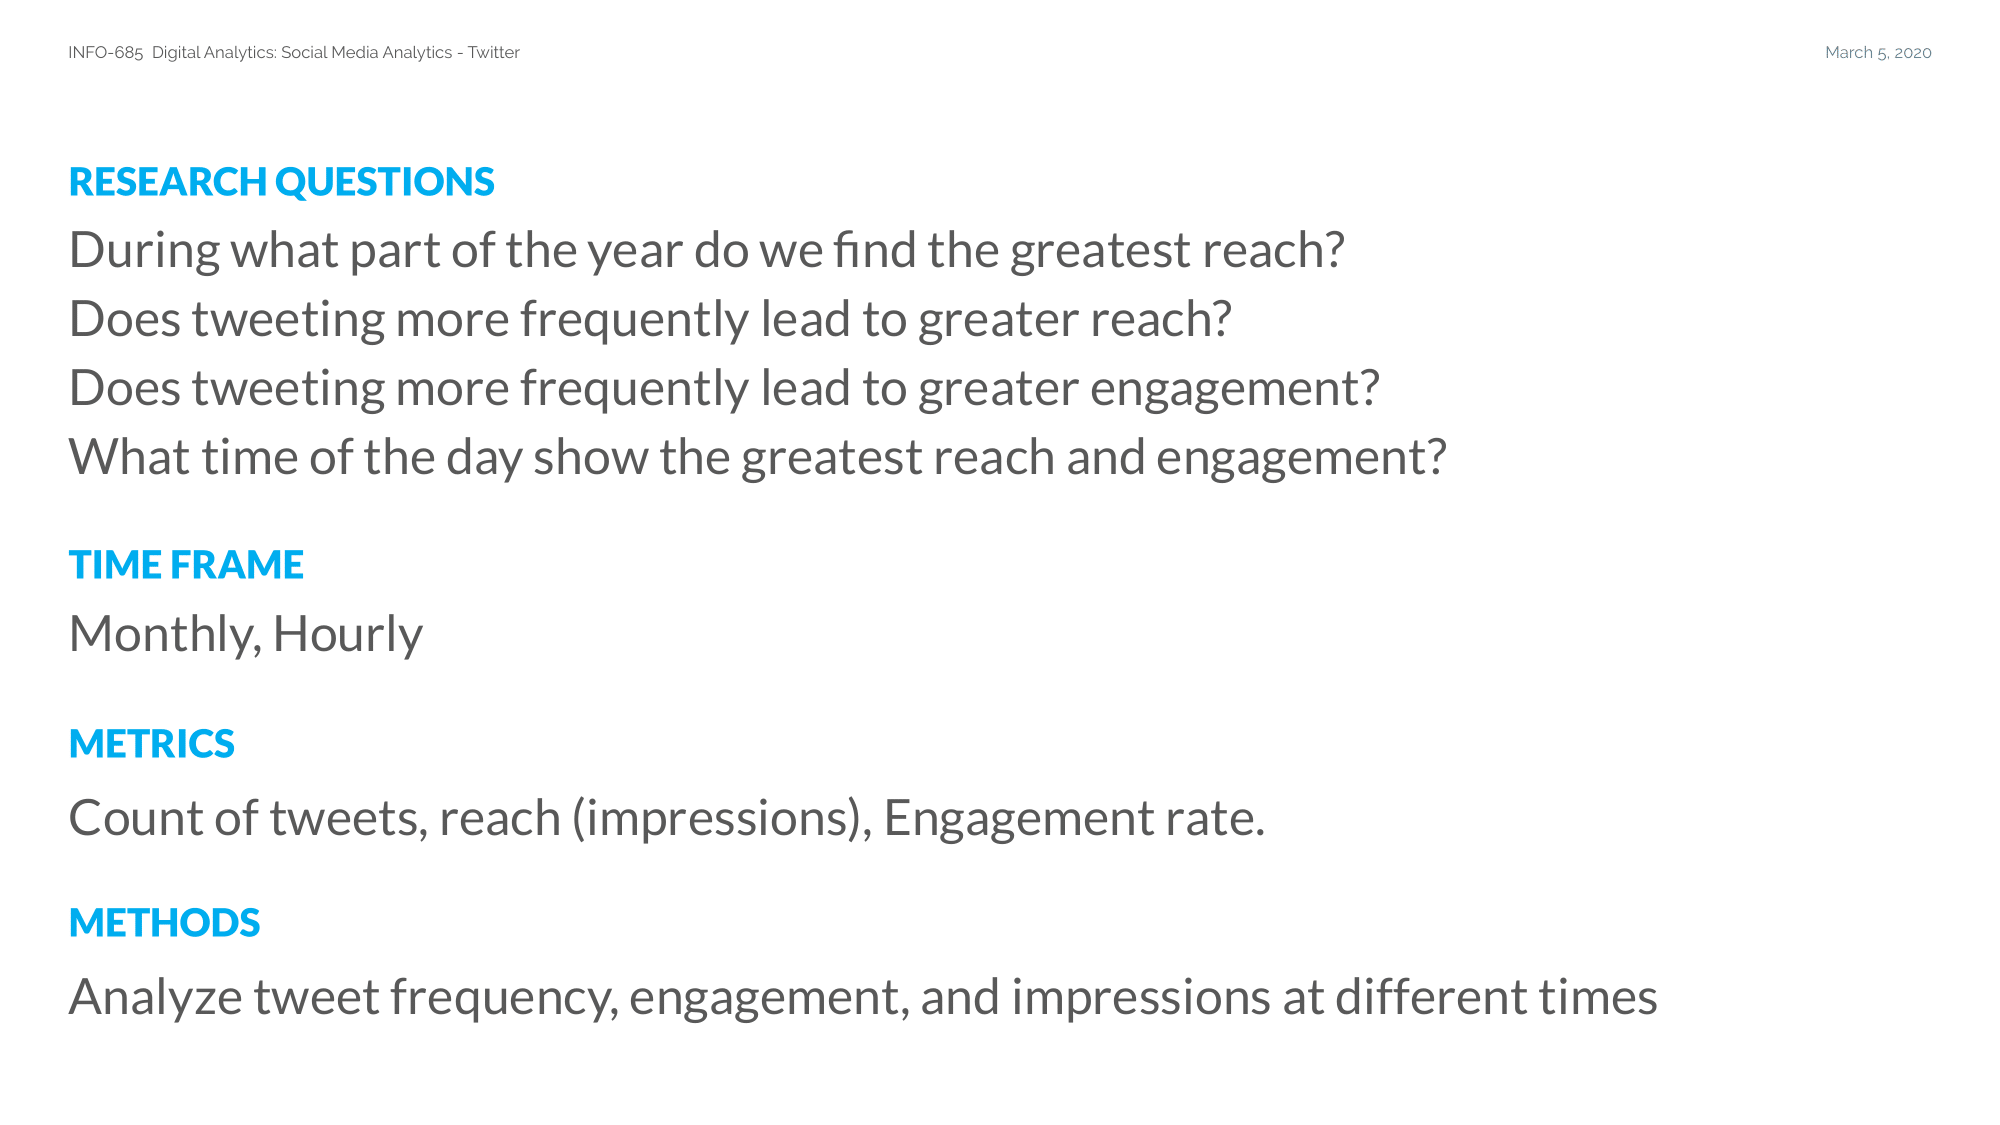 INFO-685 Digital Analytics: Social Media Analytics - Twitter
March 5, 2020
RESEARCH QUESTIONS
During what part of the year do we find the greatest reach?
Does tweeting more frequently lead to greater reach?
Does tweeting more frequently lead to greater engagement?
What time of the day show the greatest reach and engagement?
TIME FRAME
Monthly, Hourly
METRICS
Count of tweets, reach (impressions), Engagement rate.
METHODS
Analyze tweet frequency, engagement, and impressions at different times